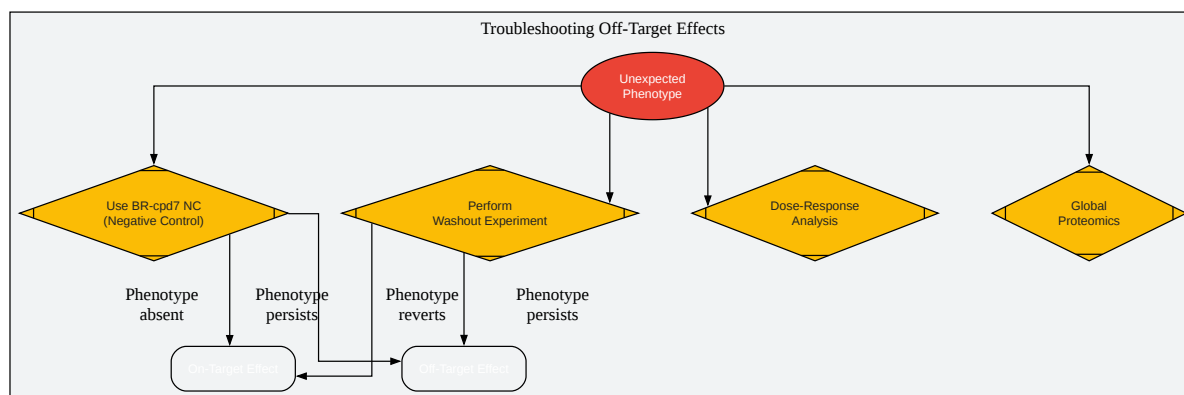 Troubleshooting Off-Target Effects
Unexpected
Phenotype
Use BR-cpd7 NC
(Negative Control)
Perform
Washout Experiment
Dose-Response
Analysis
Global
Proteomics
Phenotype
absent
Phenotype
persists
Phenotype
reverts
Phenotype
persists
On-Target Effect
Off-Target Effect